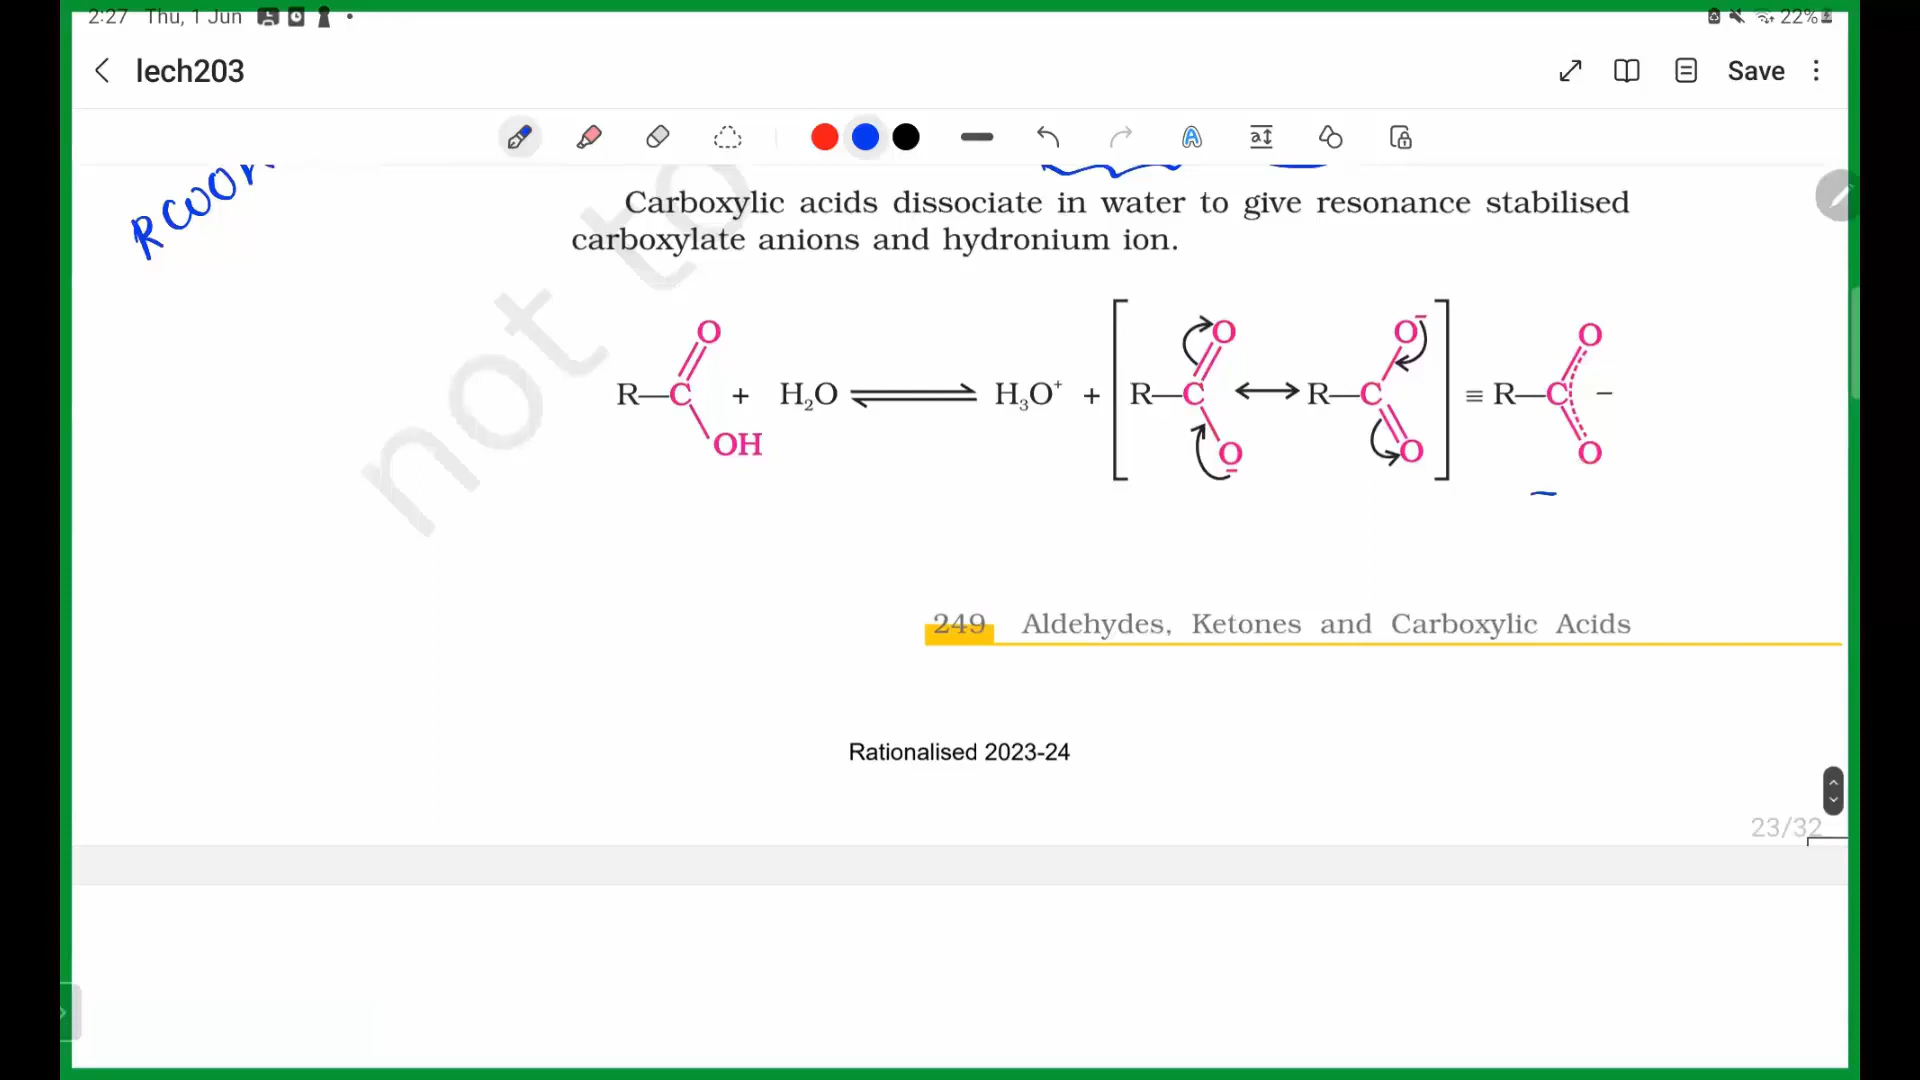 2:27 Thu, 1 Jun
22%
lech203
Save
RCOOH
Carboxylic acids dissociate in water to give resonance stabilised
carboxylate anions and hydronium ion.
R—C(=O)OH + H₂O ⇌ H₃O⁺ + [R—C(=O)O⁻ ⟷ R—C(O⁻)=O] ≡ R—C(O)(O) −
not to
249 Aldehydes, Ketones and Carboxylic Acids
Rationalised 2023-24
23/32